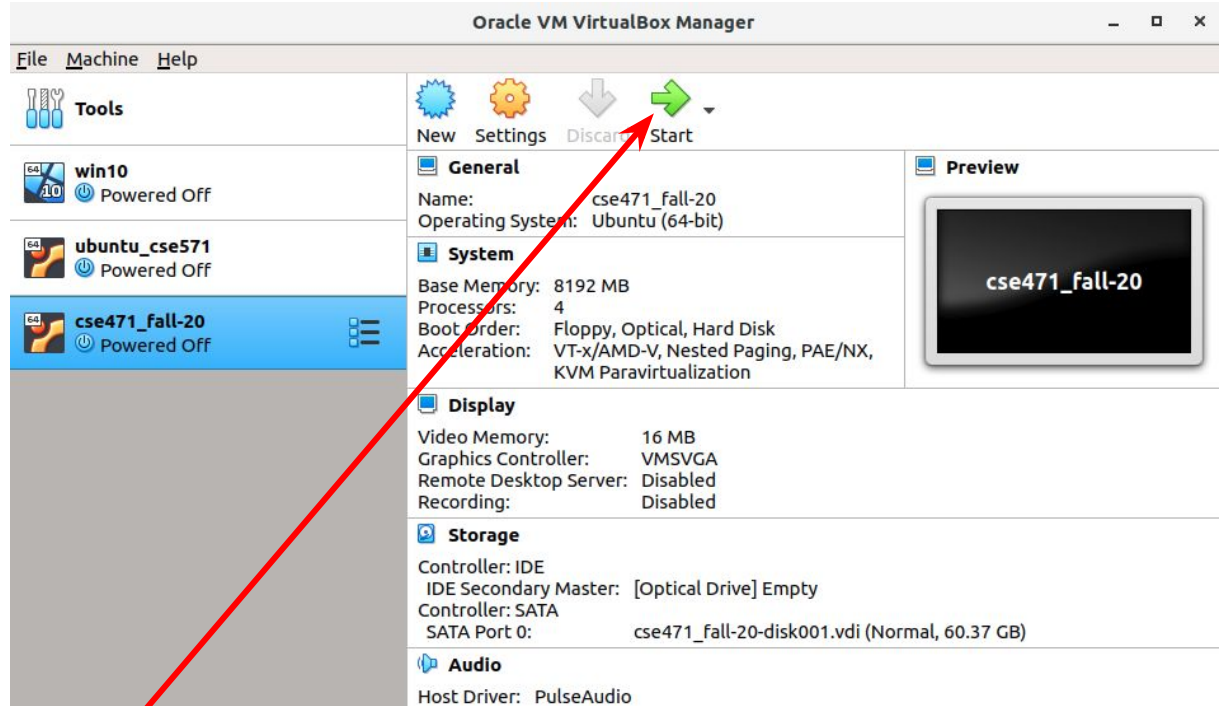 Oracle VM VirtualBox Manager
File Machine Help
Tools
New Settings Discard Start
64 10 win10
Powered Off
64 ubuntu_cse571
Powered Off
64 cse471_fall-20
Powered Off
General
Name: cse471_fall-20
Operating System: Ubuntu (64-bit)
Preview
cse471_fall-20
System
Base Memory: 8192 MB
Processors: 4
Boot Order: Floppy, Optical, Hard Disk
Acceleration: VT-x/AMD-V, Nested Paging, PAE/NX,
KVM Paravirtualization
Display
Video Memory: 16 MB
Graphics Controller: VMSVGA
Remote Desktop Server: Disabled
Recording: Disabled
Storage
Controller: IDE
IDE Secondary Master: [Optical Drive] Empty
Controller: SATA
SATA Port 0: cse471_fall-20-disk001.vdi (Normal, 60.37 GB)
Audio
Host Driver: PulseAudio